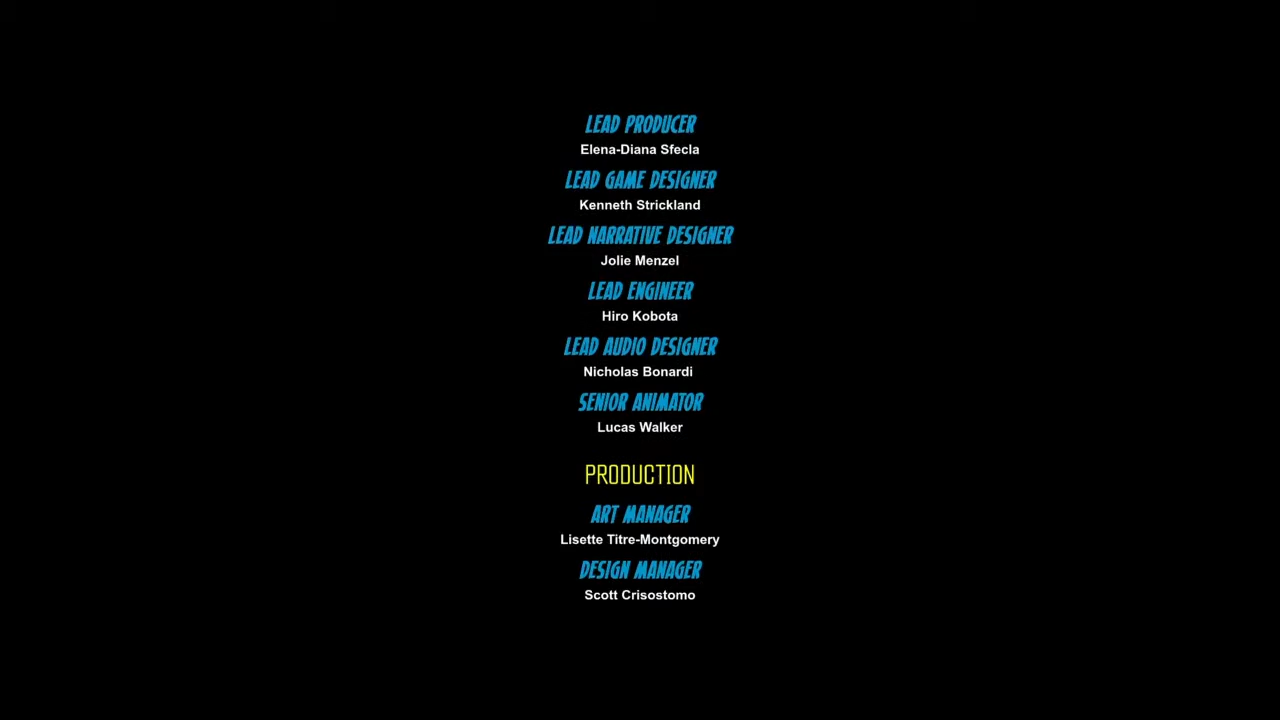 LEAD PRODUCER
Elena-Diana Sfecla
LEAD GAME DESIGNER
Kenneth Strickland
LEAD NARRATIVE DESIGNER
Jolie Menzel
LEAD ENGINEER
Hiro Kobota
LEAD AUDIO DESIGNER
Nicholas Bonardi
SENIOR ANIMATOR
Lucas Walker
PRODUCTION
ART MANAGER
Lisette Titre-Montgomery
DESIGN MANAGER
Scott Crisostomo